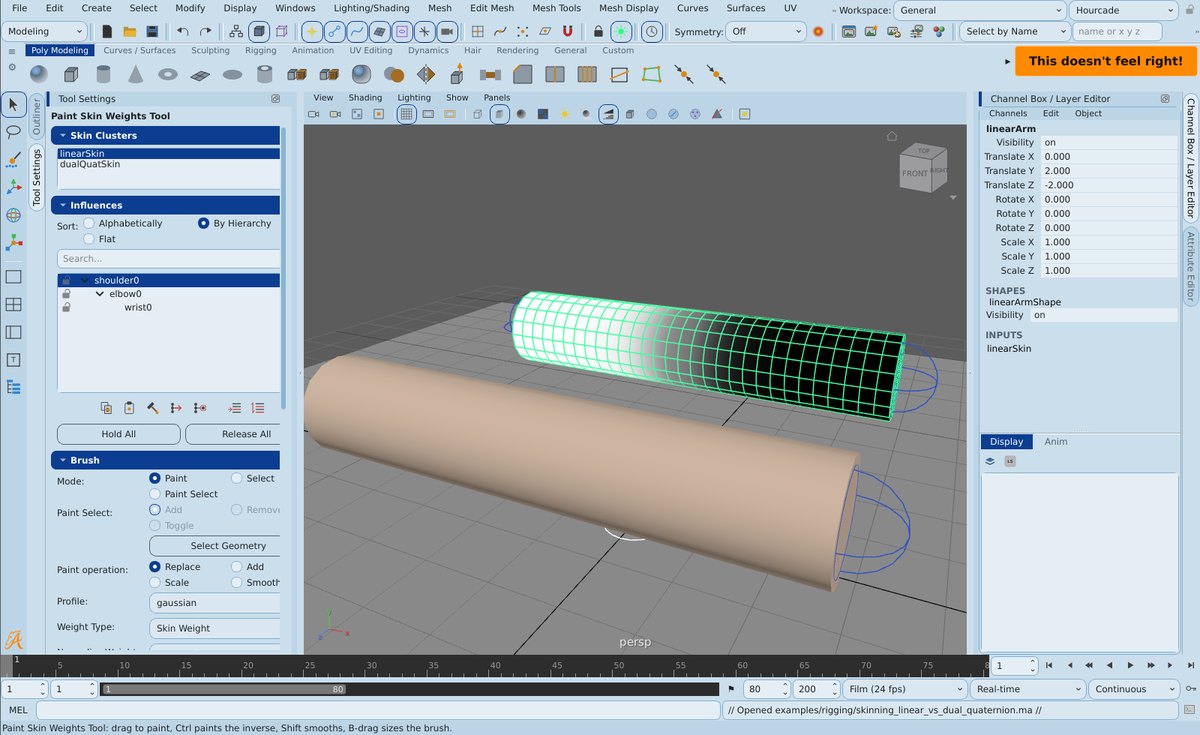 File Edit Create Select Modify Display Windows Lighting/Shading Mesh Edit Mesh Mesh Tools Mesh Display Curves Surfaces UV Workspace: General Hourcade
Modeling Symmetry: Off Select by Name name or x y z
Poly Modeling Curves / Surfaces Sculpting Rigging Animation UV Editing Dynamics Hair Rendering General Custom
This doesn't feel right!
Tool Settings
Paint Skin Weights Tool
Outliner
Tool Settings
Skin Clusters
linearSkin
dualQuatSkin
Influences
Sort: Alphabetically By Hierarchy
Flat
Search...
shoulder0
elbow0
wrist0
Hold All Release All
Brush
Mode: Paint Select
Paint Select
Paint Select: Add Remove
Toggle
Select Geometry
Paint operation: Replace Add
Scale Smooth
Profile: gaussian
Weight Type: Skin Weight
View Shading Lighting Show Panels
TOP
FRONT RIGHT
y
x
z
persp
Channel Box / Layer Editor
Channels Edit Object
linearArm
Visibility on
Translate X 0.000
Translate Y 2.000
Translate Z -2.000
Rotate X 0.000
Rotate Y 0.000
Rotate Z 0.000
Scale X 1.000
Scale Y 1.000
Scale Z 1.000
SHAPES
linearArmShape
Visibility on
INPUTS
linearSkin
Display Anim
LS
Channel Box / Layer Editor
Attribute Editor
1 5 10 15 20 25 30 35 40 45 50 55 60 65 70 75 8 1
1 1 1 80 80 200 Film (24 fps) Real-time Continuous
MEL // Opened examples/rigging/skinning_linear_vs_dual_quaternion.ma //
Paint Skin Weights Tool: drag to paint, Ctrl paints the inverse, Shift smooths, B-drag sizes the brush.